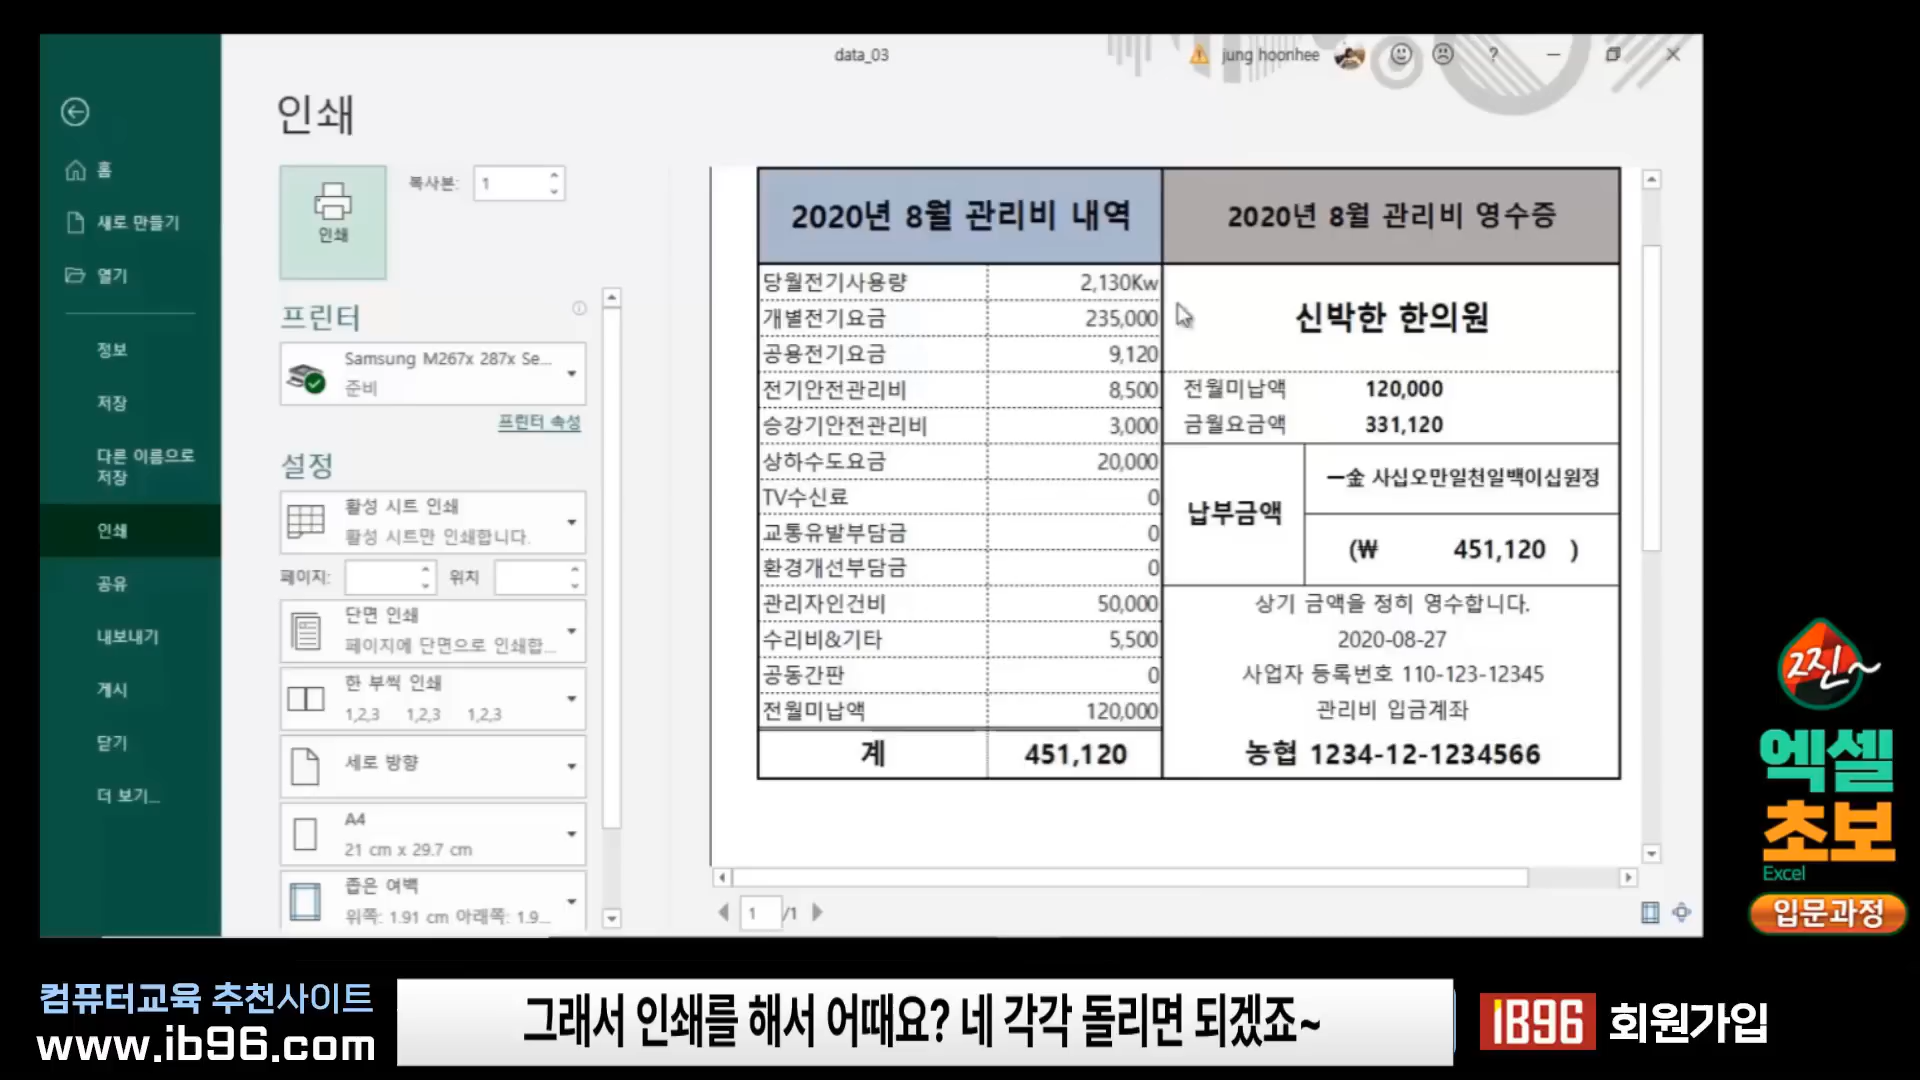 data_03
jung hoonhee
?
인쇄
홈
새로 만들기
열기
정보
저장
다른 이름으로
저장
인쇄
공유
내보내기
게시
닫기
더 보기...
인쇄
복사본: 1
프린터
Samsung M267x 287x Se...
준비
프린터 속성
설정
활성 시트 인쇄
활성 시트만 인쇄합니다.
페이지: 위치
단면 인쇄
페이지에 단면으로 인쇄합...
한 부씩 인쇄
1,2,3 1,2,3 1,2,3
세로 방향
A4
21 cm x 29.7 cm
좁은 여백
위쪽: 1.91 cm 아래쪽: 1.9...
2020년 8월 관리비 내역
당월전기사용량 2,130Kw
개별전기요금 235,000
공용전기요금 9,120
전기안전관리비 8,500
승강기안전관리비 3,000
상하수도요금 20,000
TV수신료 0
교통유발부담금 0
환경개선부담금 0
관리자인건비 50,000
수리비&기타 5,500
공동간판 0
전월미납액 120,000
계 451,120
2020년 8월 관리비 영수증
신박한 한의원
전월미납액 120,000
금월요금액 331,120
납부금액
一金 사십오만일천일백이십원정
(₩ 451,120 )
상기 금액을 정히 영수합니다.
2020-08-27
사업자 등록번호 110-123-12345
관리비 입금계좌
농협 1234-12-1234566
1 /1
2진~
엑셀
초보
Excel
입문과정
컴퓨터교육 추천사이트
www.ib96.com
그래서 인쇄를 해서 어때요? 네 각각 돌리면 되겠죠~
IB96 회원가입